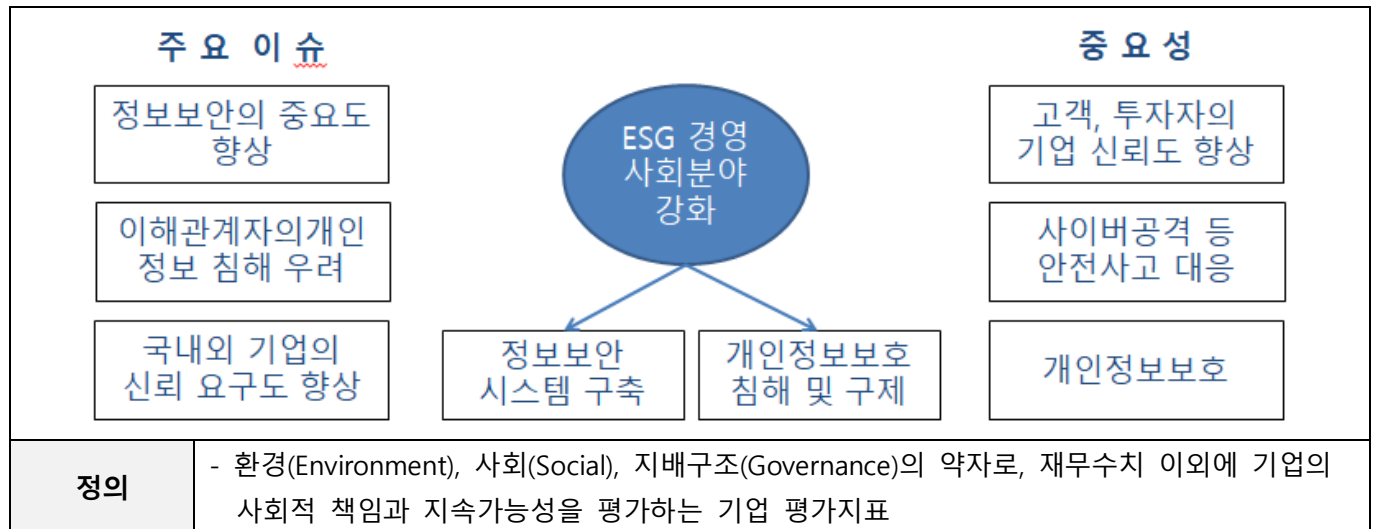 주 요 이 슈
정보보안의 중요도
향상
이해관계자의개인
정보 침해 우려
국내외 기업의
신뢰 요구도 향상
ESG 경영
사회분야
강화
정보보안
시스템 구축
개인정보보호
침해 및 구제
중 요 성
고객, 투자자의
기업 신뢰도 향상
사이버공격 등
안전사고 대응
개인정보보호
정의
- 환경(Environment), 사회(Social), 지배구조(Governance)의 약자로, 재무수치 이외에 기업의
사회적 책임과 지속가능성을 평가하는 기업 평가지표